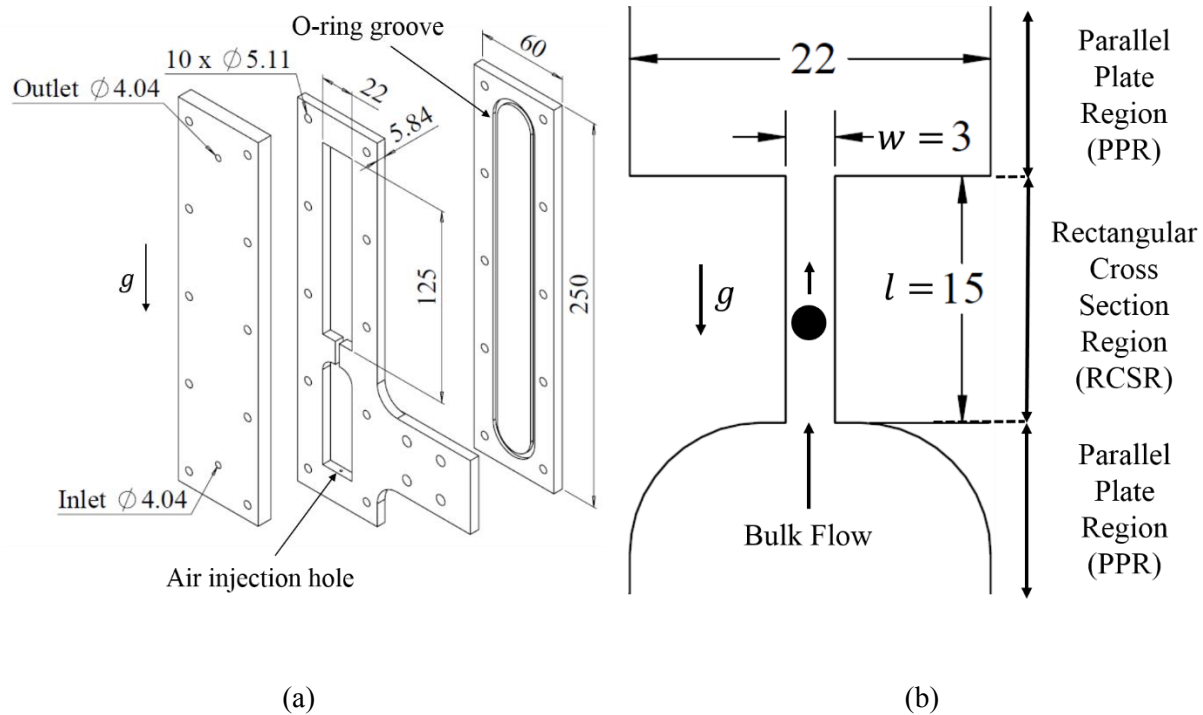 O-ring groove
10 x ∅ 5.11
Outlet ∅ 4.04
22
5.84
60
g
125
250
Inlet ∅ 4.04
Air injection hole
(a)
22
w = 3
l = 15
g
Bulk Flow
Parallel
Plate
Region
(PPR)
Rectangular
Cross
Section
Region
(RCSR)
Parallel
Plate
Region
(PPR)
(b)